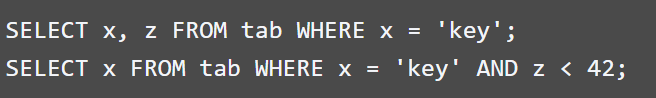 SELECT x, z FROM tab WHERE x = 'key';
SELECT x FROM tab WHERE x = 'key' AND z < 42;